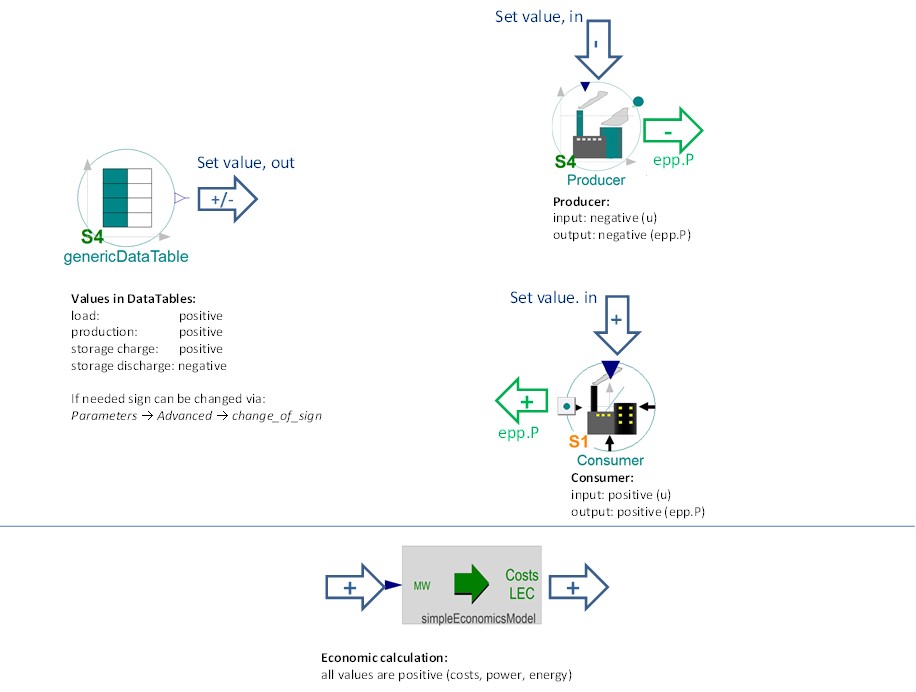 Set value, in
-
S4
Producer
-
epp.P
Producer:
input: negative (u)
output: negative (epp.P)
Set value, out
+/-
S4
genericDataTable
Values in DataTables:
load: positive
production: positive
storage charge: positive
storage discharge: negative
If needed sign can be changed via:
Parameters → Advanced → change_of_sign
Set value. in
+
+
epp.P
S1
Consumer
Consumer:
input: positive (u)
output: positive (epp.P)
+
MW
Costs
LEC
simpleEconomicsModel
+
Economic calculation:
all values are positive (costs, power, energy)